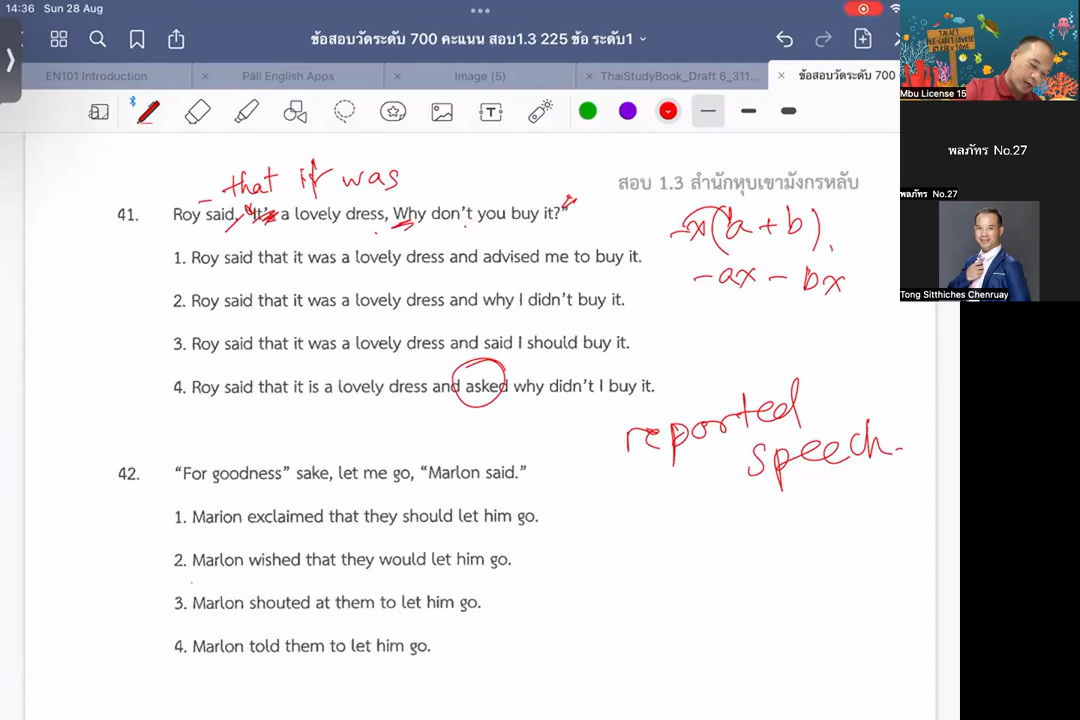 14:36 Sun 28 Aug
ข้อสอบวัดระดับ 700 คะแนน สอบ1.3 225 ข้อ ระดับ1
EN101 Introduction
Páll English Apps
Image (5)
ThaiStudyBook_Draft 6_311...
ข้อสอบวัดระดับ 700
TALAET
PRE-CADET COURSE
Mbu License 15
พลภัทร No.27
พลภัทร No.27
Tong Sitthiches Chenruay
สอบ 1.3 สำนักหุบเขามังกรหลับ
that it was
41. Roy said, "It's a lovely dress, Why don't you buy it?"
1. Roy said that it was a lovely dress and advised me to buy it.
2. Roy said that it was a lovely dress and why I didn't buy it.
3. Roy said that it was a lovely dress and said I should buy it.
4. Roy said that it is a lovely dress and asked why didn't I buy it.
-x(a + b)
-ax - bx
reported
speech.
42. "For goodness" sake, let me go, "Marlon said."
1. Marion exclaimed that they should let him go.
2. Marlon wished that they would let him go.
3. Marlon shouted at them to let him go.
4. Marlon told them to let him go.